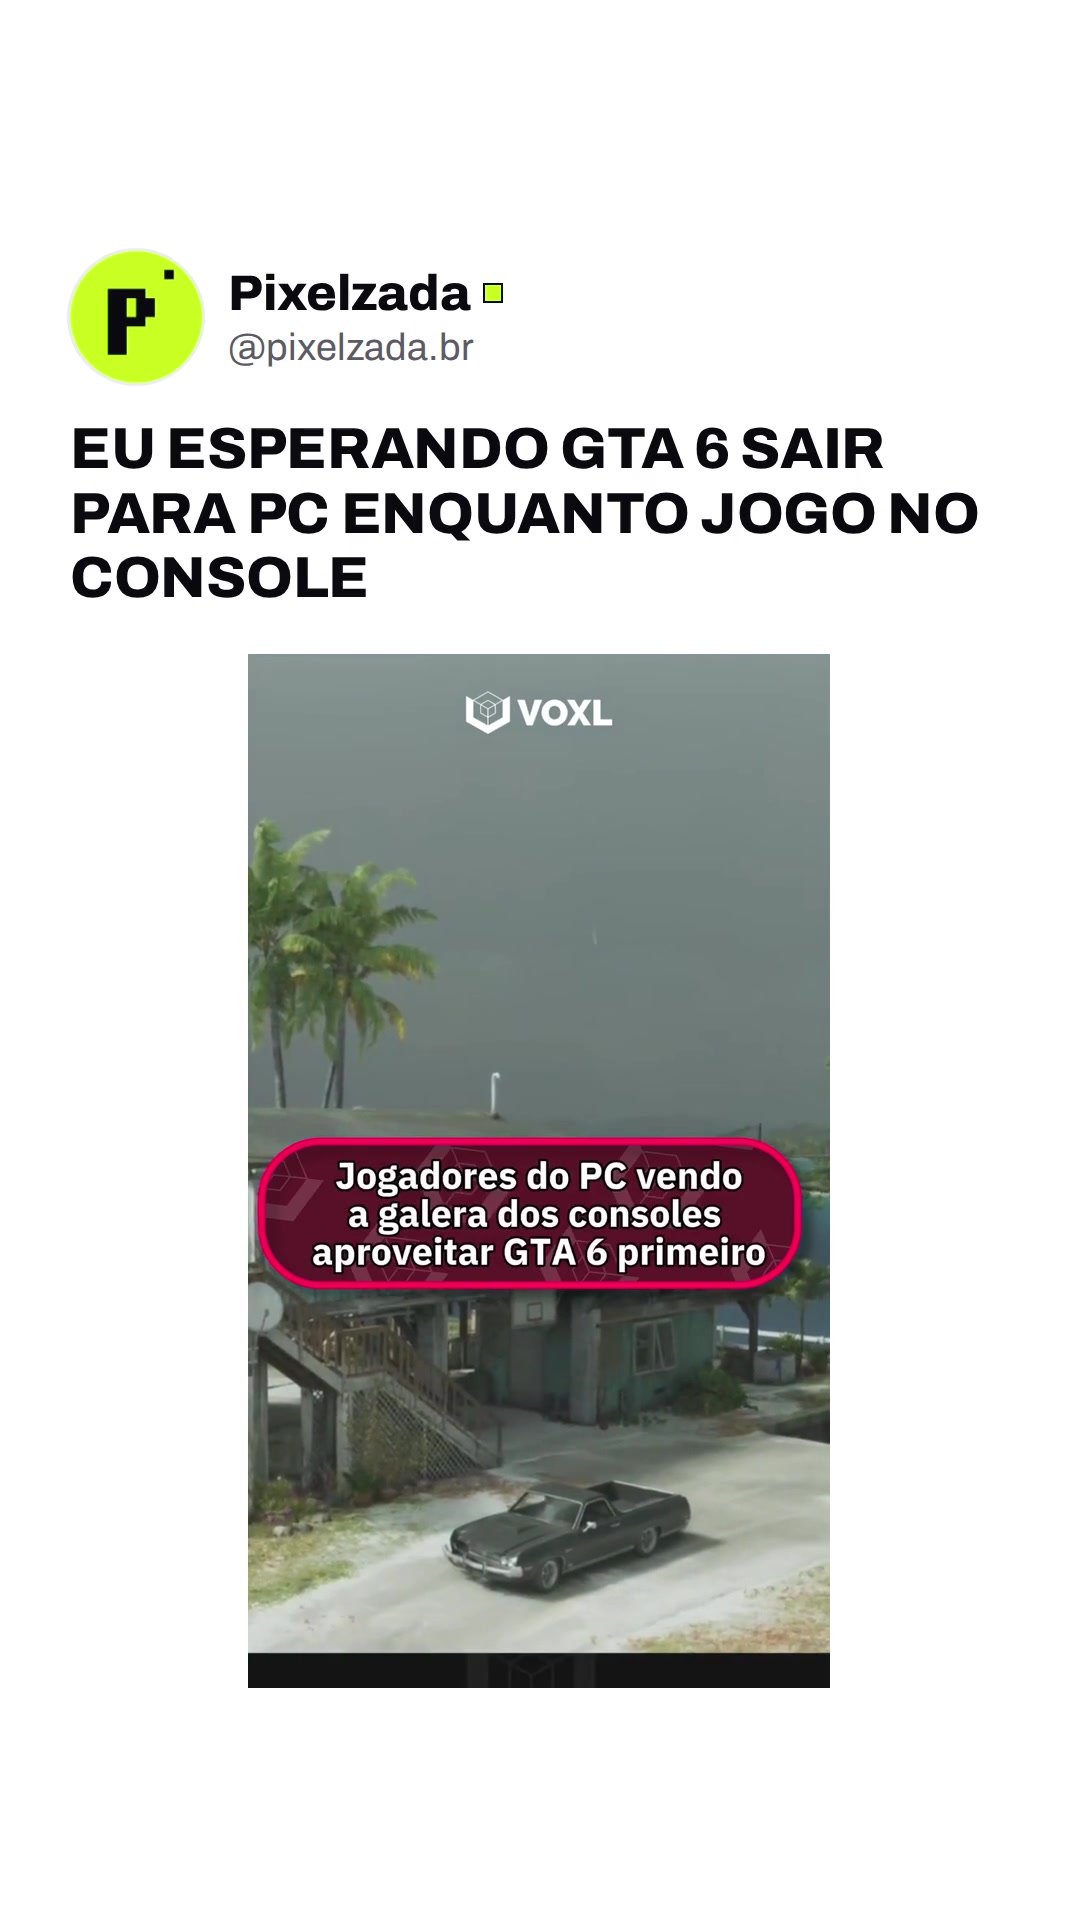 Pixelzada
@pixelzada.br
EU ESPERANDO GTA 6 SAIR
PARA PC ENQUANTO JOGO NO
CONSOLE
VOXL
Jogadores do PC vendo
a galera dos consoles
aproveitar GTA 6 primeiro